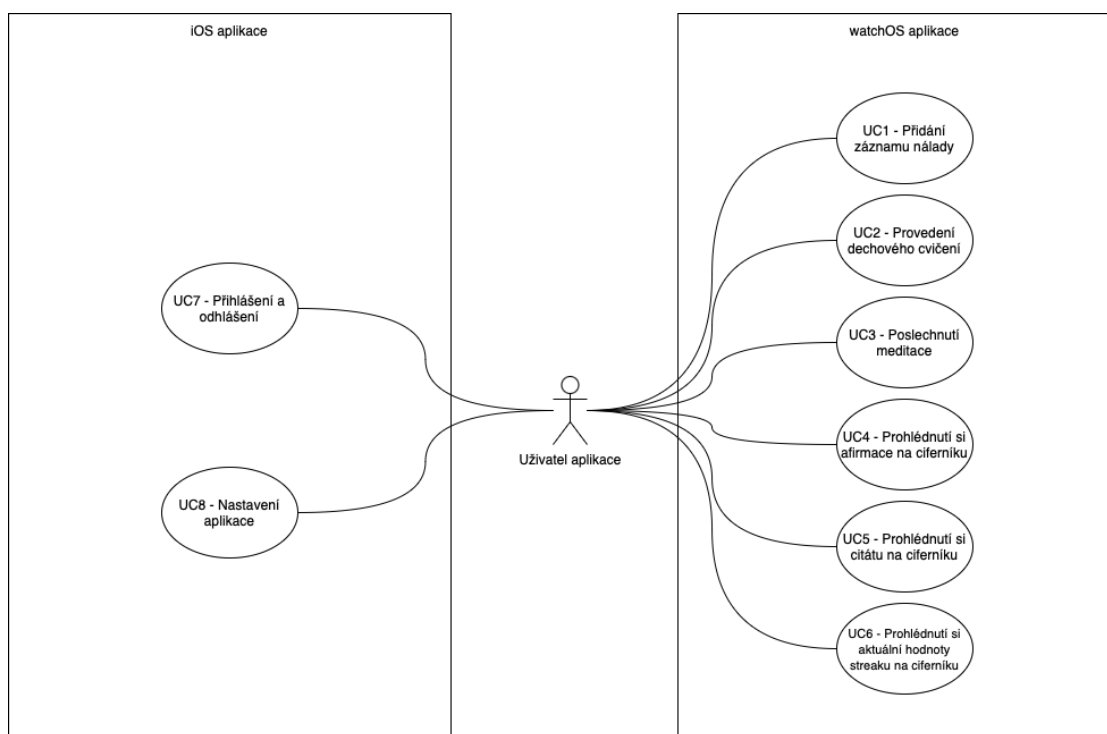 iOS aplikace
UC7 - Přihlášení a
odhlášení
UC8 - Nastavení
aplikace
Uživatel aplikace
watchOS aplikace
UC1 - Přidání
záznamu nálady
UC2 - Provedení
dechového cvičení
UC3 - Poslechnutí
meditace
UC4 - Prohlédnutí si
afirmace na ciferníku
UC5 - Prohlédnutí si
citátu na ciferníku
UC6 - Prohlédnutí si
aktuální hodnoty
streaku na ciferníku